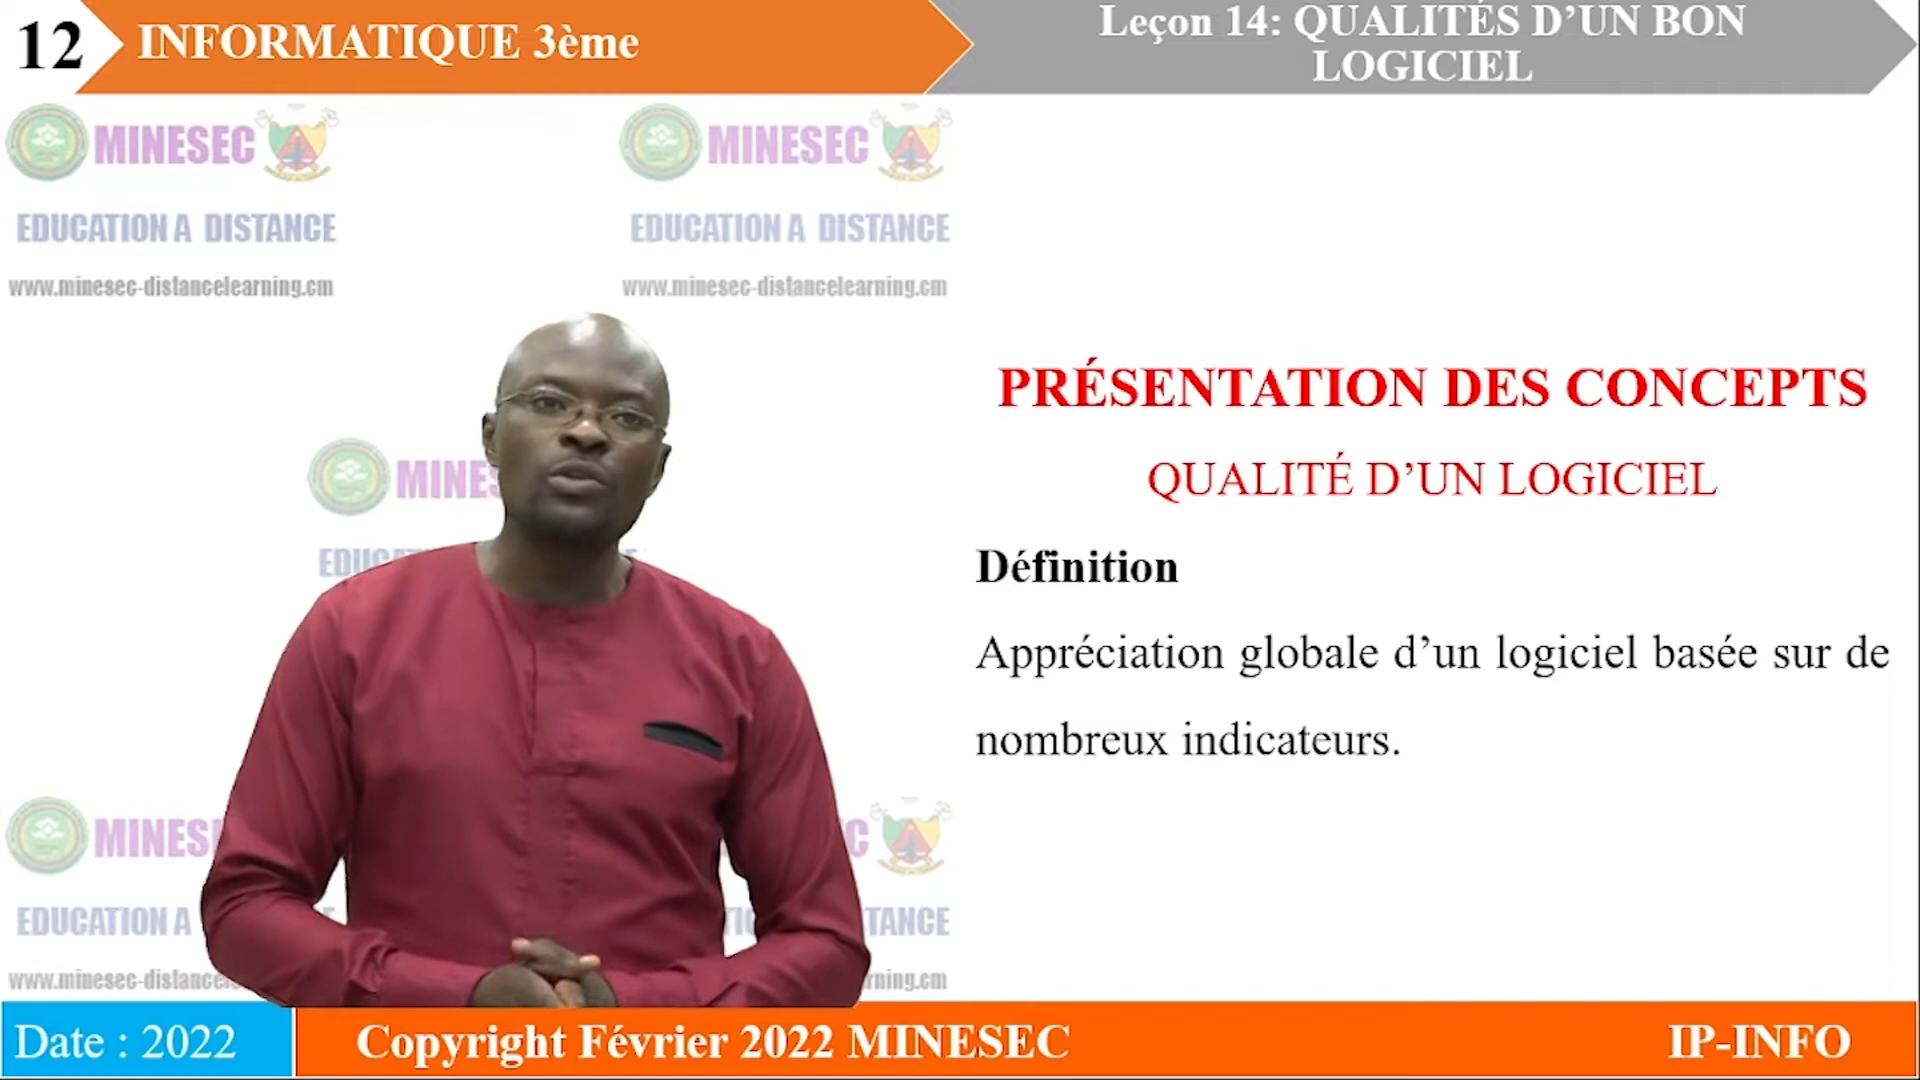 12
INFORMATIQUE 3ème
Leçon 14: QUALITÉS D’UN BON
LOGICIEL
MINESEC
EDUCATION A DISTANCE
www.minesec-distancelearning.cm
MINESEC
EDUCATION A DISTANCE
www.minesec-distancelearning.cm
PRÉSENTATION DES CONCEPTS
QUALITÉ D’UN LOGICIEL
Définition
Appréciation globale d’un logiciel basée sur de
nombreux indicateurs.
Date : 2022
Copyright Février 2022 MINESEC
IP-INFO